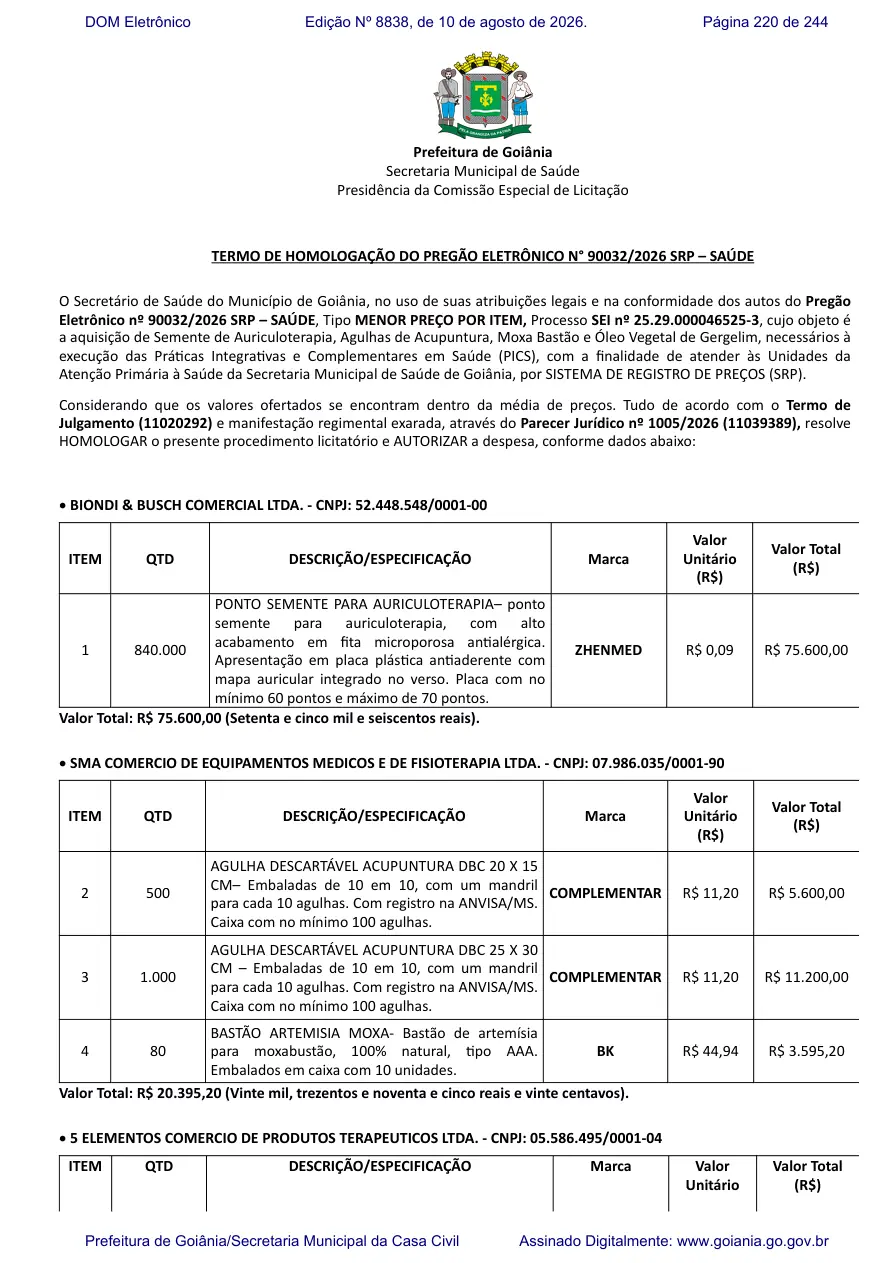 DOM Eletrônico Edição Nº 8838, de 10 de agosto de 2026. Página 220 de 244
PELA GRANDEZA DA PÁTRIA
Prefeitura de Goiânia
Secretaria Municipal de Saúde
Presidência da Comissão Especial de Licitação
TERMO DE HOMOLOGAÇÃO DO PREGÃO ELETRÔNICO N° 90032/2026 SRP – SAÚDE
O Secretário de Saúde do Município de Goiânia, no uso de suas atribuições legais e na conformidade dos autos do Pregão
Eletrônico nº 90032/2026 SRP – SAÚDE, Tipo MENOR PREÇO POR ITEM, Processo SEI nº 25.29.000046525-3, cujo objeto é
a aquisição de Semente de Auriculoterapia, Agulhas de Acupuntura, Moxa Bastão e Óleo Vegetal de Gergelim, necessários à
execução das Práticas Integrativas e Complementares em Saúde (PICS), com a finalidade de atender às Unidades da
Atenção Primária à Saúde da Secretaria Municipal de Saúde de Goiânia, por SISTEMA DE REGISTRO DE PREÇOS (SRP).
Considerando que os valores ofertados se encontram dentro da média de preços. Tudo de acordo com o Termo de
Julgamento (11020292) e manifestação regimental exarada, através do Parecer Jurídico nº 1005/2026 (11039389), resolve
HOMOLOGAR o presente procedimento licitatório e AUTORIZAR a despesa, conforme dados abaixo:
• BIONDI & BUSCH COMERCIAL LTDA. - CNPJ: 52.448.548/0001-00
ITEM QTD DESCRIÇÃO/ESPECIFICAÇÃO Marca Valor Unitário (R$) Valor Total (R$)
PONTO SEMENTE PARA AURICULOTERAPIA– ponto
semente para auriculoterapia, com alto
acabamento em fita microporosa antialérgica.
1 840.000 Apresentação em placa plástica antiaderente com ZHENMED R$ 0,09 R$ 75.600,00
mapa auricular integrado no verso. Placa com no
mínimo 60 pontos e máximo de 70 pontos.
Valor Total: R$ 75.600,00 (Setenta e cinco mil e seiscentos reais).
• SMA COMERCIO DE EQUIPAMENTOS MEDICOS E DE FISIOTERAPIA LTDA. - CNPJ: 07.986.035/0001-90
ITEM QTD DESCRIÇÃO/ESPECIFICAÇÃO Marca Valor Unitário (R$) Valor Total (R$)
AGULHA DESCARTÁVEL ACUPUNTURA DBC 20 X 15
2 500 CM– Embaladas de 10 em 10, com um mandril COMPLEMENTAR R$ 11,20 R$ 5.600,00
para cada 10 agulhas. Com registro na ANVISA/MS.
Caixa com no mínimo 100 agulhas.
AGULHA DESCARTÁVEL ACUPUNTURA DBC 25 X 30
3 1.000 CM – Embaladas de 10 em 10, com um mandril COMPLEMENTAR R$ 11,20 R$ 11.200,00
para cada 10 agulhas. Com registro na ANVISA/MS.
Caixa com no mínimo 100 agulhas.
BASTÃO ARTEMISIA MOXA- Bastão de artemísia
4 80 para moxabustão, 100% natural, tipo AAA. BK R$ 44,94 R$ 3.595,20
Embalados em caixa com 10 unidades.
Valor Total: R$ 20.395,20 (Vinte mil, trezentos e noventa e cinco reais e vinte centavos).
• 5 ELEMENTOS COMERCIO DE PRODUTOS TERAPEUTICOS LTDA. - CNPJ: 05.586.495/0001-04
ITEM QTD DESCRIÇÃO/ESPECIFICAÇÃO Marca Valor Unitário Valor Total (R$)
Prefeitura de Goiânia/Secretaria Municipal da Casa Civil Assinado Digitalmente: www.goiania.go.gov.br